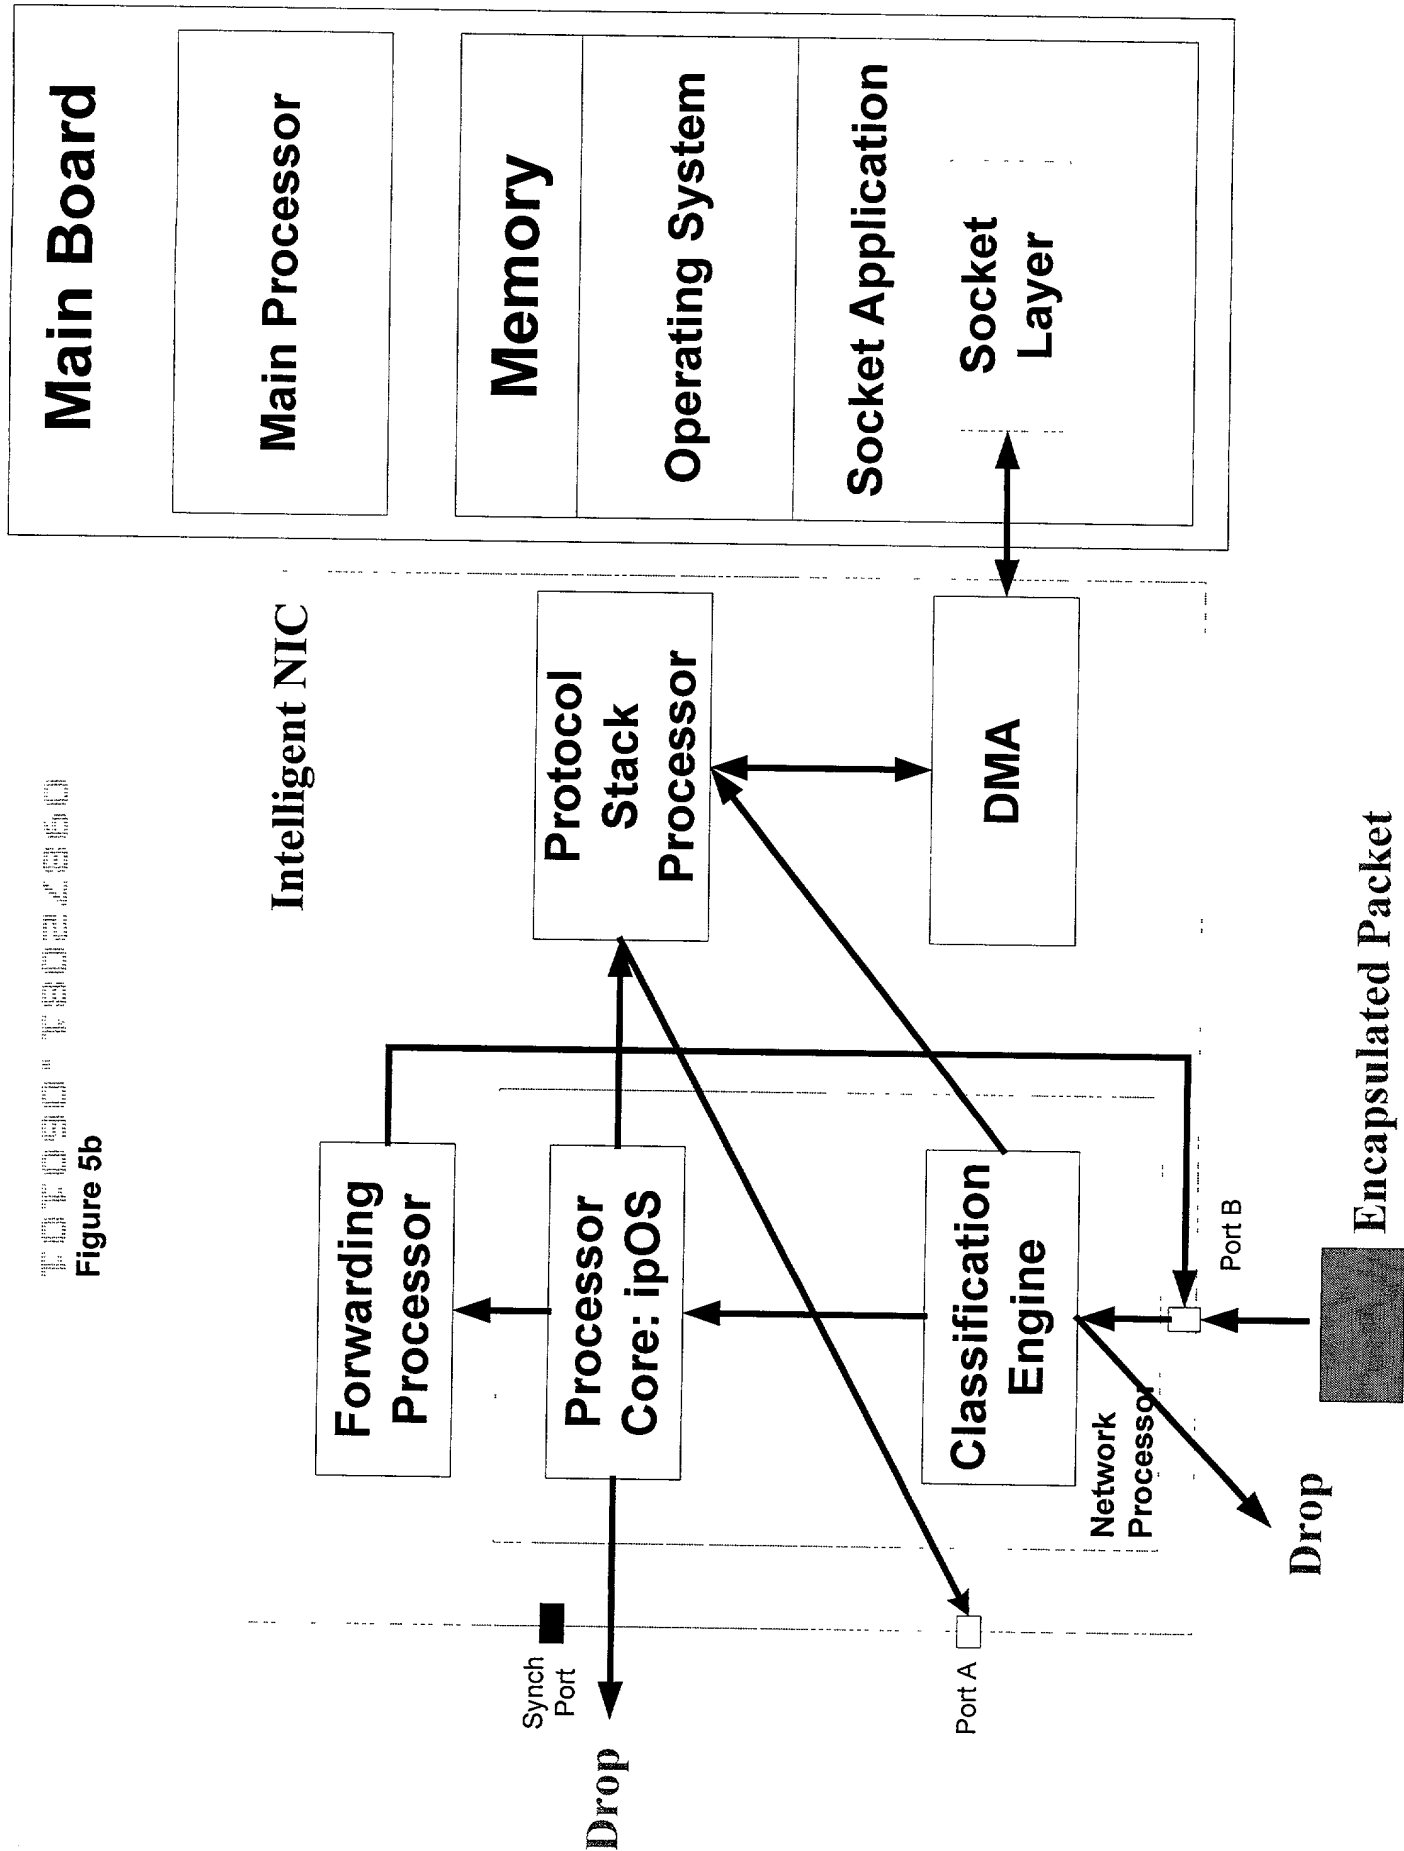 Figure 5b
Intelligent NIC
Main Board
Main Processor
Memory
Operating System
Socket Application
Socket
Layer
Forwarding
Processor
Processor
Core: ipOS
Protocol
Stack
Processor
Classification
Engine
DMA
Network
Processor
Synch
Port
Drop
Port A
Port B
Drop
Encapsulated Packet